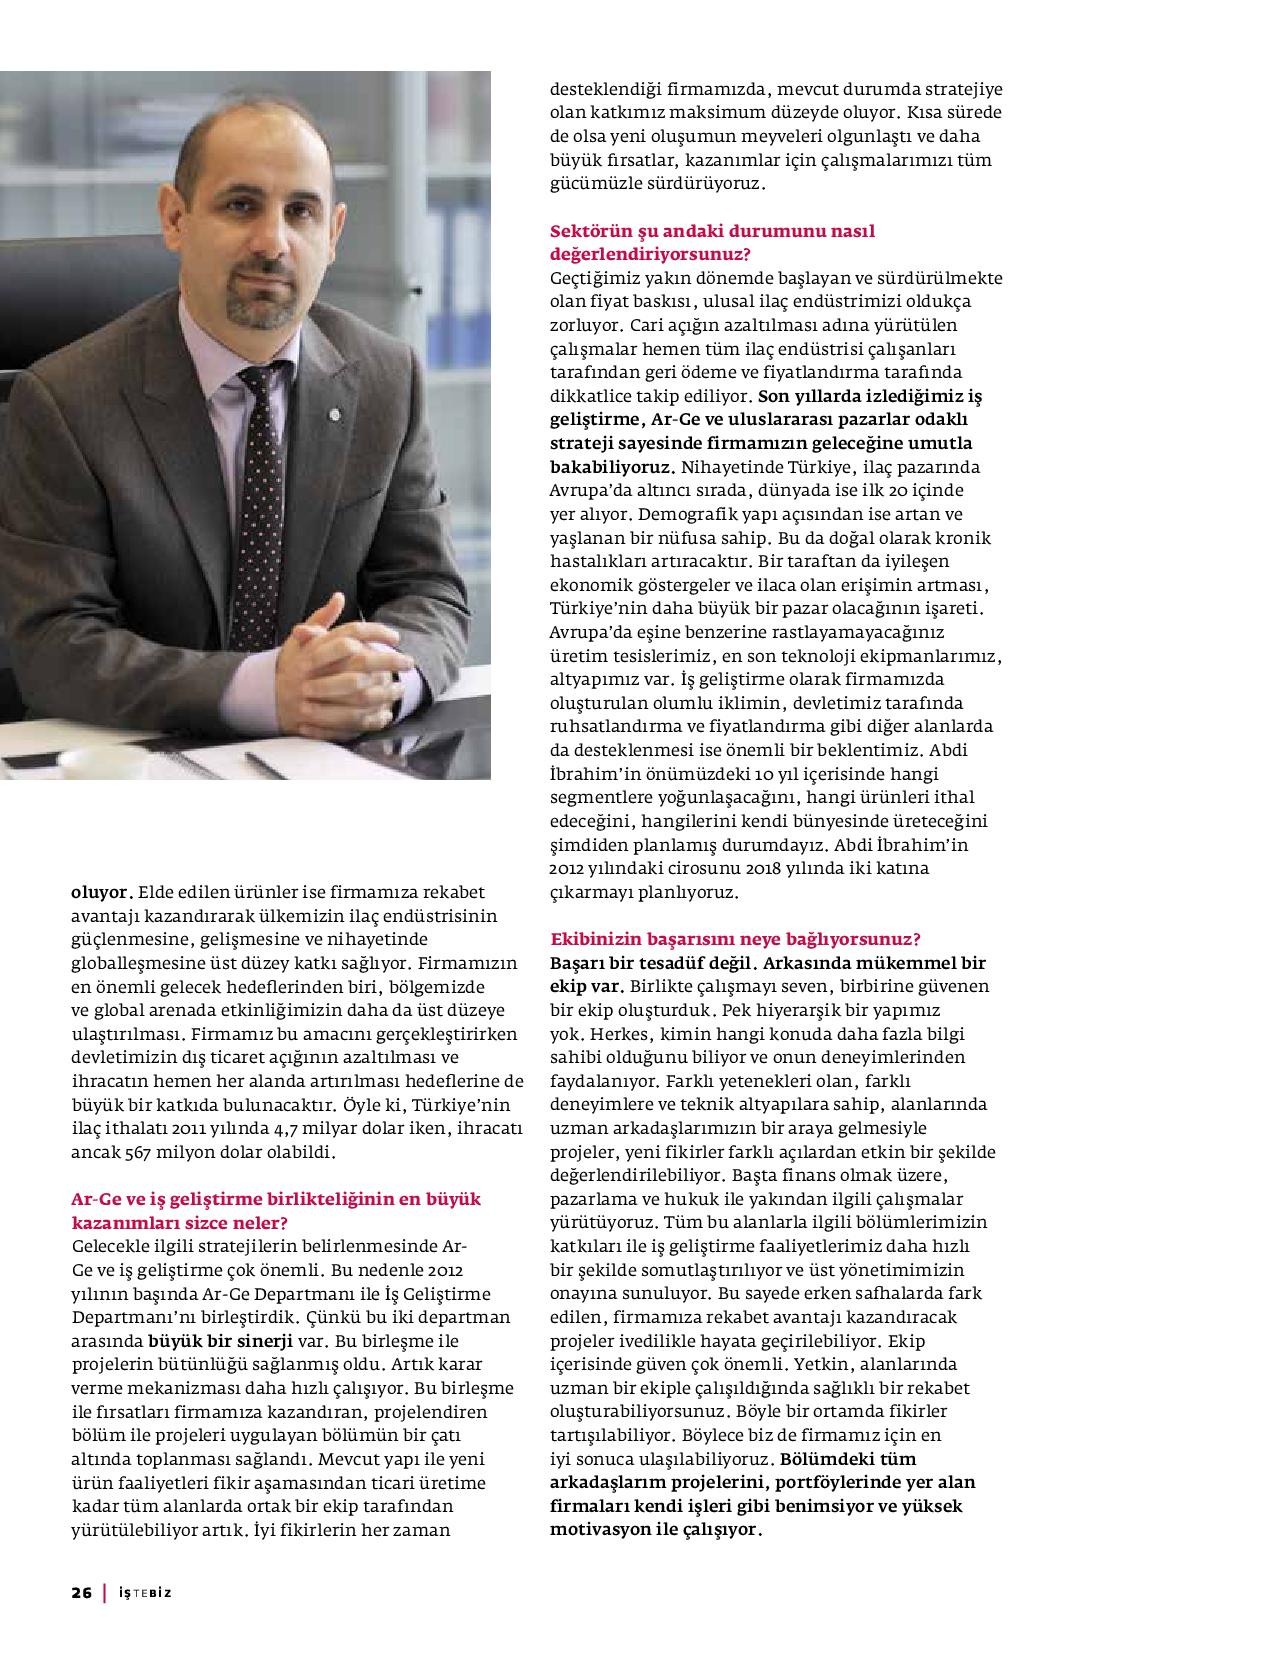 oluyor. Elde edilen ürünler ise firmamıza rekabet
avantajı kazandırarak ülkemizin ilaç endüstrisinin
güçlenmesine, gelişmesine ve nihayetinde
globalleşmesine üst düzey katkı sağlıyor. Firmamızın
en önemli gelecek hedeflerinden biri, bölgemizde
ve global arenada etkinliğimizin daha da üst düzeye
ulaştırılması. Firmamız bu amacını gerçekleştirirken
devletimizin dış ticaret açığının azaltılması ve
ihracatın hemen her alanda artırılması hedeflerine de
büyük bir katkıda bulunacaktır. Öyle ki, Türkiye’nin
ilaç ithalatı 2011 yılında 4,7 milyar dolar iken, ihracatı
ancak 567 milyon dolar olabildi.
Ar-Ge ve iş geliştirme birlikteliğinin en büyük
kazanımları sizce neler?
Gelecekle ilgili stratejilerin belirlenmesinde Ar-
Ge ve iş geliştirme çok önemli. Bu nedenle 2012
yılının başında Ar-Ge Departmanı ile İş Geliştirme
Departmanı’nı birleştirdik. Çünkü bu iki departman
arasında büyük bir sinerji var. Bu birleşme ile
projelerin bütünlüğü sağlanmış oldu. Artık karar
verme mekanizması daha hızlı çalışıyor. Bu birleşme
ile fırsatları firmamıza kazandıran, projelendiren
bölüm ile projeleri uygulayan bölümün bir çatı
altında toplanması sağlandı. Mevcut yapı ile yeni
ürün faaliyetleri fikir aşamasından ticari üretime
kadar tüm alanlarda ortak bir ekip tarafından
yürütülebiliyor artık. İyi fikirlerin her zaman
desteklendiği firmamızda, mevcut durumda stratejiye
olan katkımız maksimum düzeyde oluyor. Kısa sürede
de olsa yeni oluşumun meyveleri olgunlaştı ve daha
büyük fırsatlar, kazanımlar için çalışmalarımızı tüm
gücümüzle sürdürüyoruz.
Sektörün şu andaki durumunu nasıl
değerlendiriyorsunuz?
Geçtiğimiz yakın dönemde başlayan ve sürdürülmekte
olan fiyat baskısı, ulusal ilaç endüstrimizi oldukça
zorluyor. Cari açığın azaltılması adına yürütülen
çalışmalar hemen tüm ilaç endüstrisi çalışanları
tarafından geri ödeme ve fiyatlandırma tarafında
dikkatlice takip ediliyor. Son yıllarda izlediğimiz iş
geliştirme, Ar-Ge ve uluslararası pazarlar odaklı
strateji sayesinde firmamızın geleceğine umutla
bakabiliyoruz. Nihayetinde Türkiye, ilaç pazarında
Avrupa’da altıncı sırada, dünyada ise ilk 20 içinde
yer alıyor. Demografik yapı açısından ise artan ve
yaşlanan bir nüfusa sahip. Bu da doğal olarak kronik
hastalıkları artıracaktır. Bir taraftan da iyileşen
ekonomik göstergeler ve ilaca olan erişimin artması,
Türkiye’nin daha büyük bir pazar olacağının işareti.
Avrupa’da eşine benzerine rastlayamayacağınız
üretim tesislerimiz, en son teknoloji ekipmanlarımız,
altyapımız var. İş geliştirme olarak firmamızda
oluşturulan olumlu iklimin, devletimiz tarafında
ruhsatlandırma ve fiyatlandırma gibi diğer alanlarda
da desteklenmesi ise önemli bir beklentimiz. Abdi
İbrahim’in önümüzdeki 10 yıl içerisinde hangi
segmentlere yoğunlaşacağını, hangi ürünleri ithal
edeceğini, hangilerini kendi bünyesinde üreteceğini
şimdiden planlamış durumdayız. Abdi İbrahim’in
2012 yılındaki cirosunu 2018 yılında iki katına
çıkarmayı planlıyoruz.
Ekibinizin başarısını neye bağlıyorsunuz?
Başarı bir tesadüf değil. Arkasında mükemmel bir
ekip var. Birlikte çalışmayı seven, birbirine güvenen
bir ekip oluşturduk. Pek hiyerarşik bir yapımız
yok. Herkes, kimin hangi konuda daha fazla bilgi
sahibi olduğunu biliyor ve onun deneyimlerinden
faydalanıyor. Farklı yetenekleri olan, farklı
deneyimlere ve teknik altyapılara sahip, alanlarında
uzman arkadaşlarımızın bir araya gelmesiyle
projeler, yeni fikirler farklı açılardan etkin bir şekilde
değerlendirilebiliyor. Başta finans olmak üzere,
pazarlama ve hukuk ile yakından ilgili çalışmalar
yürütüyoruz. Tüm bu alanlarla ilgili bölümlerimizin
katkıları ile iş geliştirme faaliyetlerimiz daha hızlı
bir şekilde somutlaştırılıyor ve üst yönetimimizin
onayına sunuluyor. Bu sayede erken safhalarda fark
edilen, firmamıza rekabet avantajı kazandıracak
projeler ivedilikle hayata geçirilebiliyor. Ekip
içerisinde güven çok önemli. Yetkin, alanlarında
uzman bir ekiple çalışıldığında sağlıklı bir rekabet
oluşturabiliyorsunuz. Böyle bir ortamda fikirler
tartışılabiliyor. Böylece biz de firmamız için en
iyi sonuca ulaşılabiliyoruz. Bölümdeki tüm
arkadaşlarım projelerini, portföylerinde yer alan
firmaları kendi işleri gibi benimsiyor ve yüksek
motivasyon ile çalışıyor.
26 | İŞTEBİZ